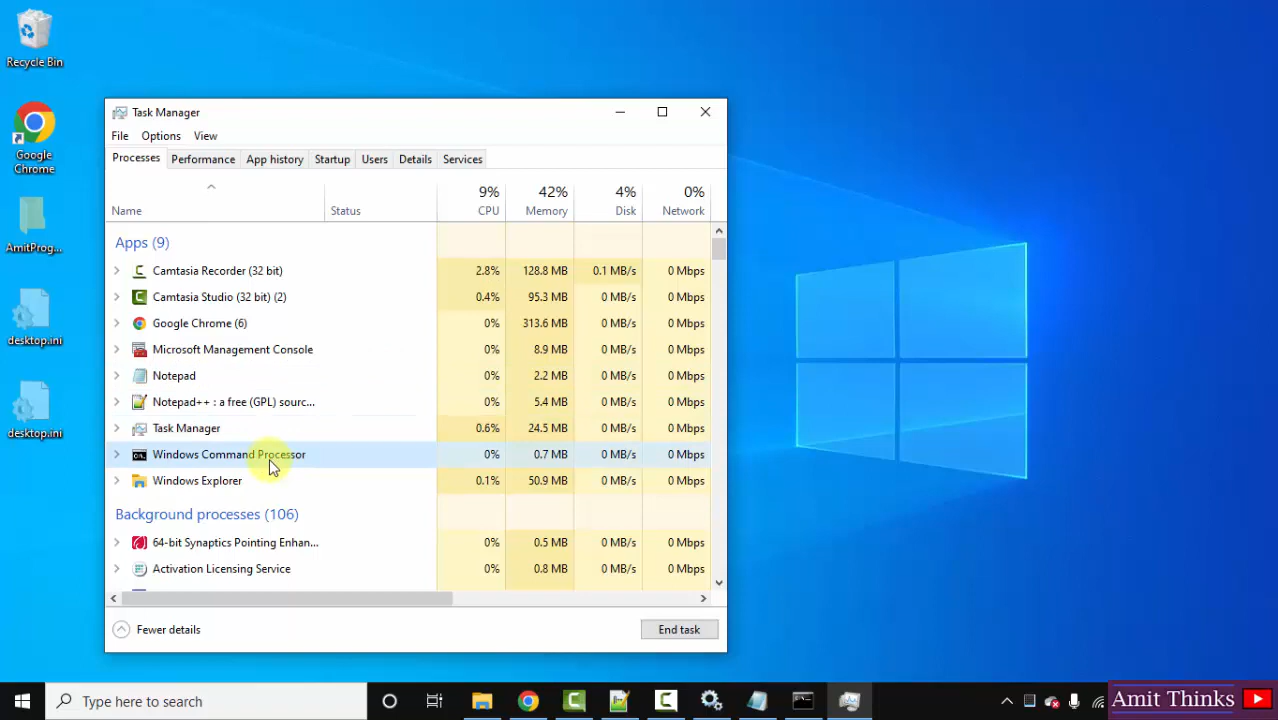 Recycle Bin
Google
Chrome
AmitProg...
desktop.ini
desktop.ini
Task Manager
File Options View
Processes Performance App history Startup Users Details Services
9% 42% 4% 0%
Name Status CPU Memory Disk Network
Apps (9)
Camtasia Recorder (32 bit) 2.8% 128.8 MB 0.1 MB/s 0 Mbps
Camtasia Studio (32 bit) (2) 0.4% 95.3 MB 0 MB/s 0 Mbps
Google Chrome (6) 0% 313.6 MB 0 MB/s 0 Mbps
Microsoft Management Console 0% 8.9 MB 0 MB/s 0 Mbps
Notepad 0% 2.2 MB 0 MB/s 0 Mbps
Notepad++ : a free (GPL) sourc... 0% 5.4 MB 0 MB/s 0 Mbps
Task Manager 0.6% 24.5 MB 0 MB/s 0 Mbps
Windows Command Processor 0% 0.7 MB 0 MB/s 0 Mbps
Windows Explorer 0.1% 50.9 MB 0 MB/s 0 Mbps
Background processes (106)
64-bit Synaptics Pointing Enhan... 0% 0.5 MB 0 MB/s 0 Mbps
Activation Licensing Service 0% 0.8 MB 0 MB/s 0 Mbps
Fewer details End task
Type here to search
Amit Thinks